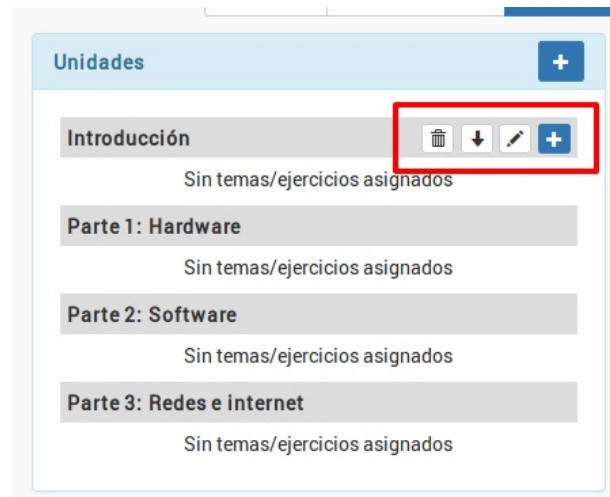 Unidades
Introducción
Sin temas/ejercicios asignados
Parte 1: Hardware
Sin temas/ejercicios asignados
Parte 2: Software
Sin temas/ejercicios asignados
Parte 3: Redes e internet
Sin temas/ejercicios asignados